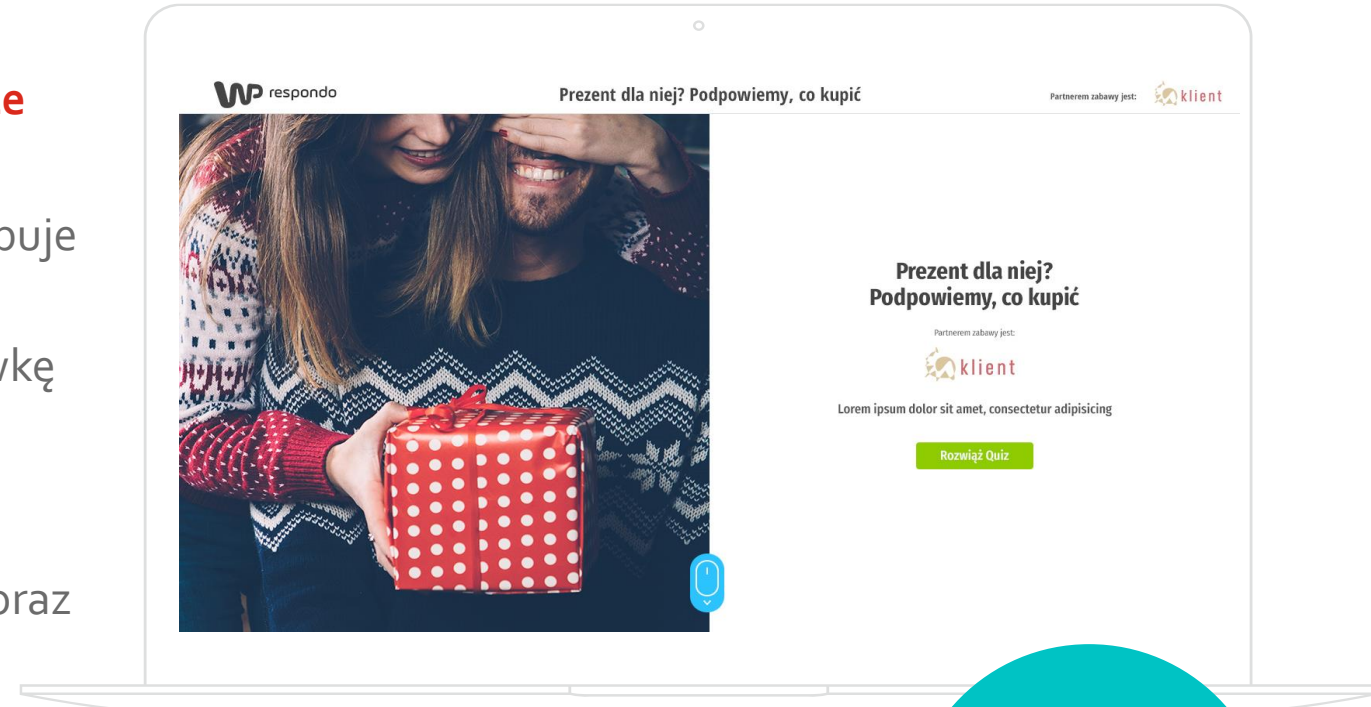 e
puje
wkę
oraz
WP respondo
Prezent dla niej? Podpowiemy, co kupić
Partnerem zabawy jest:
klient
Prezent dla niej?
Podpowiemy, co kupić
Partnerem zabawy jest:
klient
Lorem ipsum dolor sit amet, consectetur adipisicing
Rozwiąż Quiz